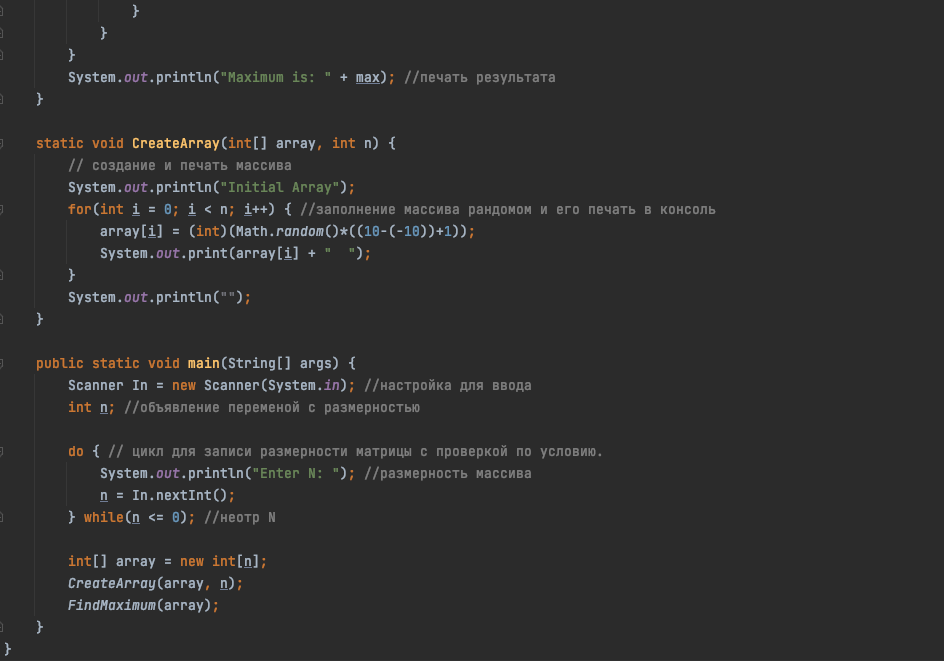 }
        }
    }
    System.out.println("Maximum is: " + max); //печать результата
}

static void CreateArray(int[] array, int n) {
    // создание и печать массива
    System.out.println("Initial Array");
    for(int i = 0; i < n; i++) { //заполнение массива рандомом и его печать в консоль
        array[i] = (int)(Math.random()*((10-(-10))+1));
        System.out.print(array[i] + "  ");
    }
    System.out.println("");
}

public static void main(String[] args) {
    Scanner In = new Scanner(System.in); //настройка для ввода
    int n; //объявление переменой с размерностью

    do { // цикл для записи размерности матрицы с проверкой по условию.
        System.out.println("Enter N: "); //размерность массива
        n = In.nextInt();
    } while(n <= 0); //неотр N

    int[] array = new int[n];
    CreateArray(array, n);
    FindMaximum(array);
}
}